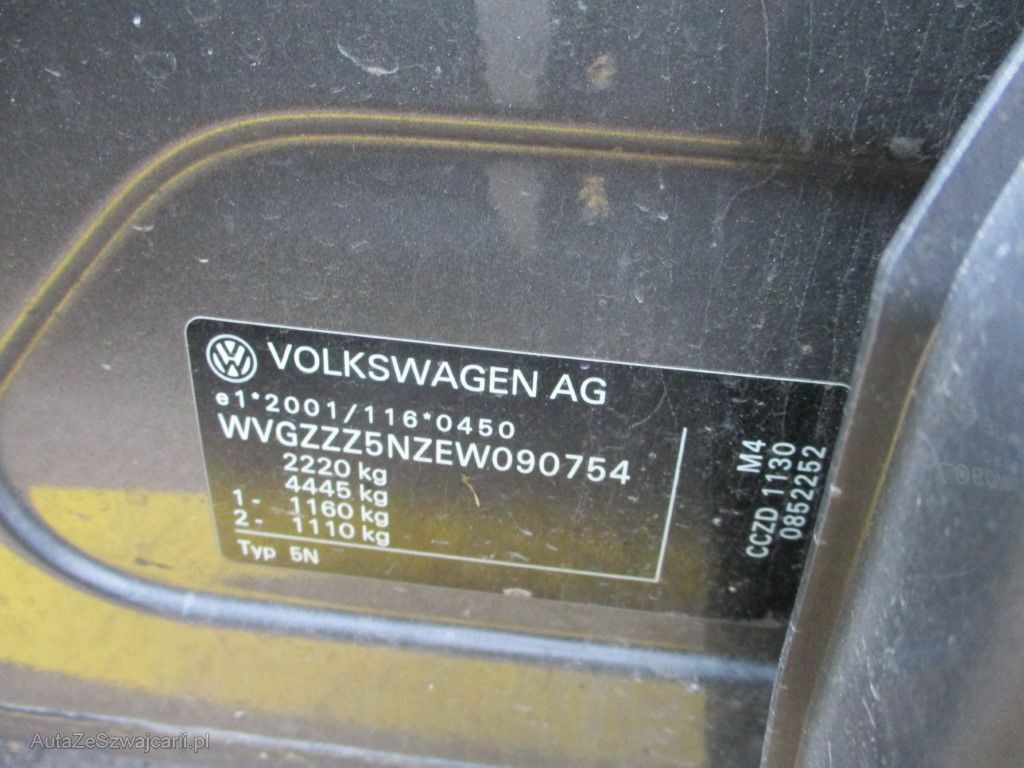 VOLKSWAGEN AG
e1*2001/116*0450
WVGZZZ5NZEW090754
2220 kg
4445 kg
1- 1160 kg
2- 1110 kg
Typ 5N
M4
CCZD 1130
0852252
AutaZeSzwajcarii.pl